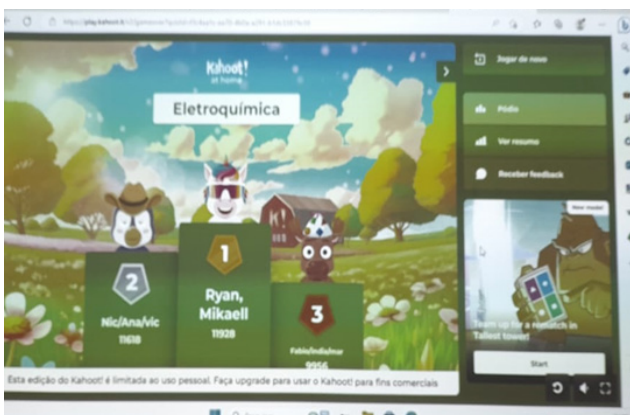 Kahoot!
at home
Eletroquímica
1
Ryan,
Mikaell
11928
2
Nic/Ana/vic
11618
3
9956
Jogar de novo
Pódio
Ver resumo
Receber feedback
New mode!
Team up for a rematch in
Tallest tower!
Start
Esta edição do Kahoot! é limitada ao uso pessoal. Faça upgrade para usar o Kahoot! para fins comerciais